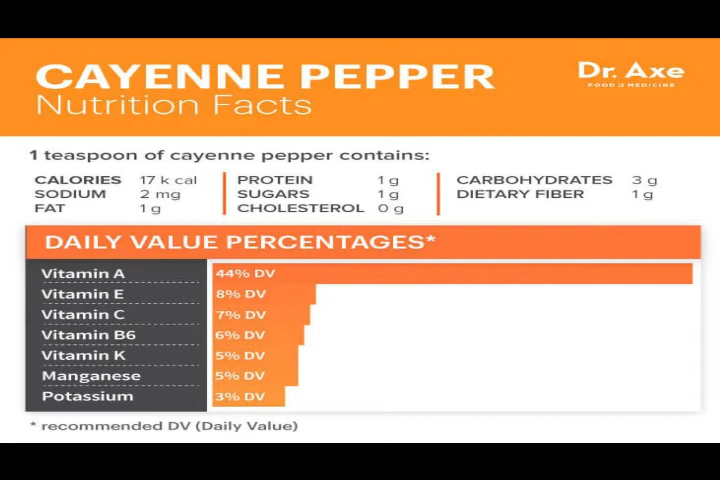 CAYENNE PEPPER
Nutrition Facts
Dr. Axe
FOOD IS MEDICINE
1 teaspoon of cayenne pepper contains:
CALORIES 17 k cal
SODIUM 2 mg
FAT 1 g
PROTEIN 1 g
SUGARS 1 g
CHOLESTEROL 0 g
CARBOHYDRATES 3 g
DIETARY FIBER 1 g
DAILY VALUE PERCENTAGES*
Vitamin A 44% DV
Vitamin E 8% DV
Vitamin C 7% DV
Vitamin B6 6% DV
Vitamin K 5% DV
Manganese 5% DV
Potassium 3% DV
* recommended DV (Daily Value)